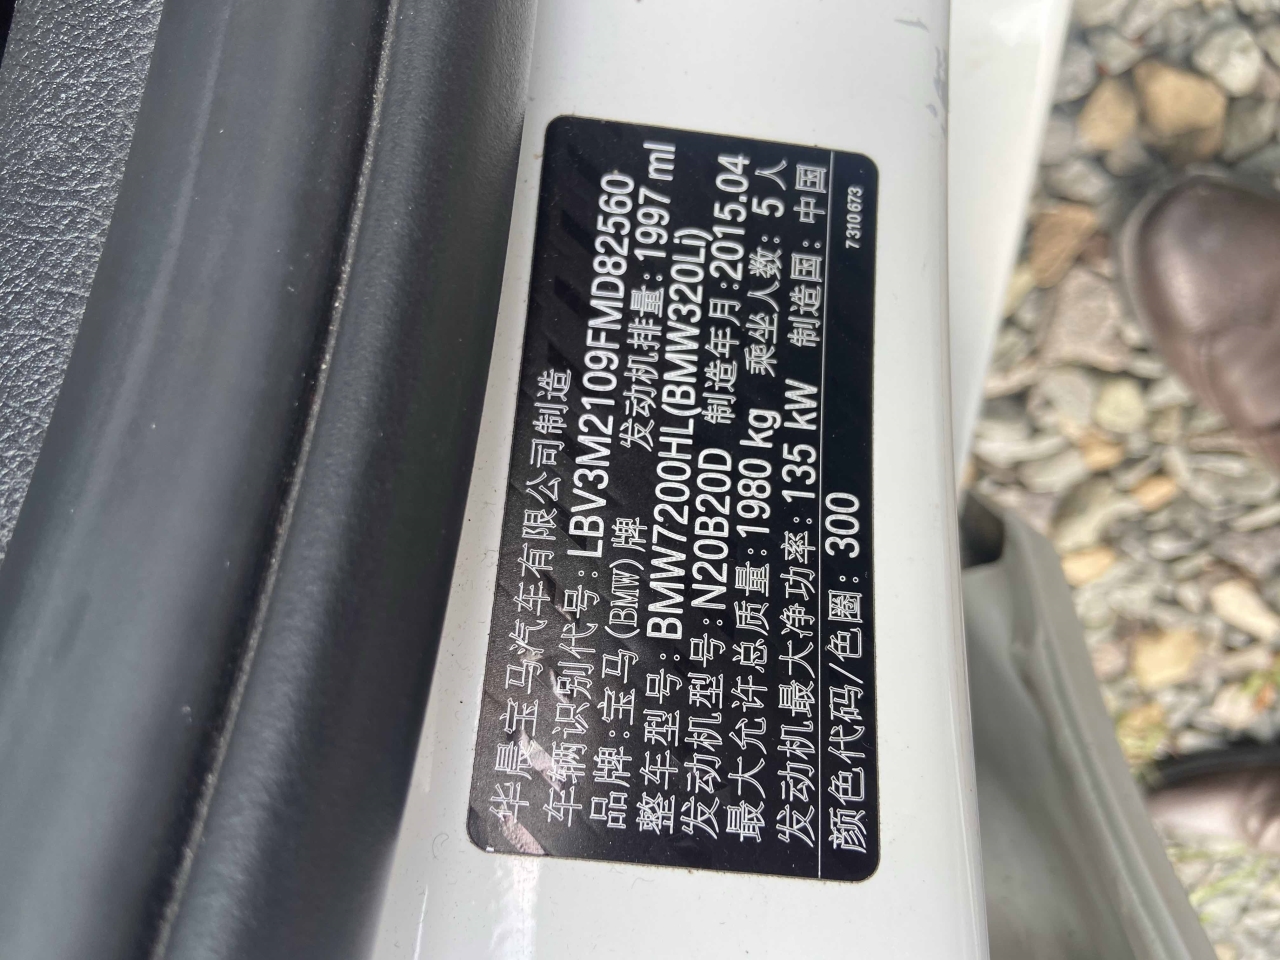 华晨宝马汽车有限公司制造
车辆识别代号:LBV3M2109FMD82560
品牌:宝马(BMW)牌 发动机排量:1997 ml
整车型号:BMW7200HL(BMW320Li)
发动机型号:N20B20D 制造年月:2015.04
最大允许总质量:1980 kg 乘坐人数:5人
发动机最大净功率:135 kW 制造国:中国
颜色代码/色圈:300 7310673